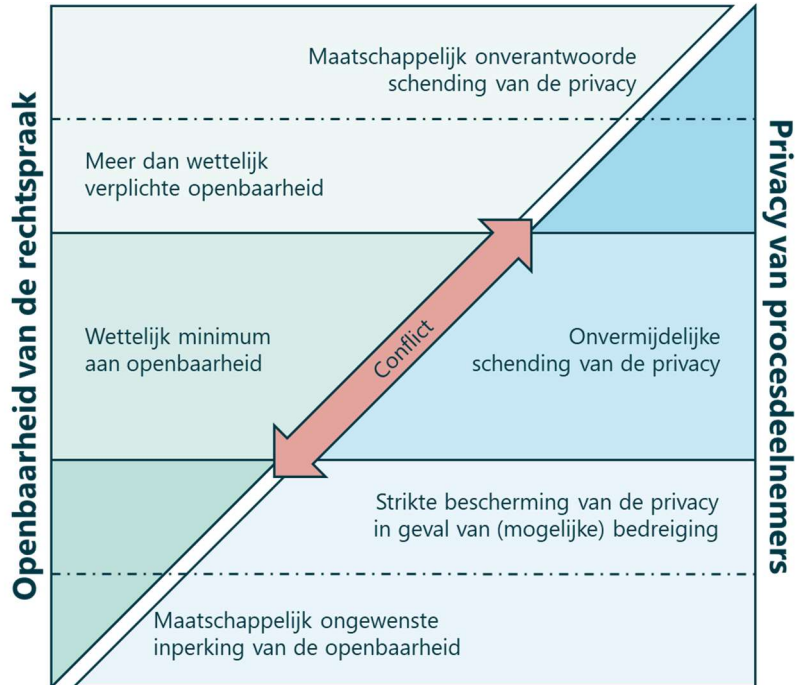 Openbaarheid van de rechtspraak
Maatschappelijk onverantwoorde
schending van de privacy
Meer dan wettelijk
verplichte openbaarheid
Wettelijk minimum
aan openbaarheid
Conflict
Onvermijdelijke
schending van de privacy
Strikte bescherming van de privacy
in geval van (mogelijke) bedreiging
Maatschappelijk ongewenste
inperking van de openbaarheid
Privacy van procesdeelnemers